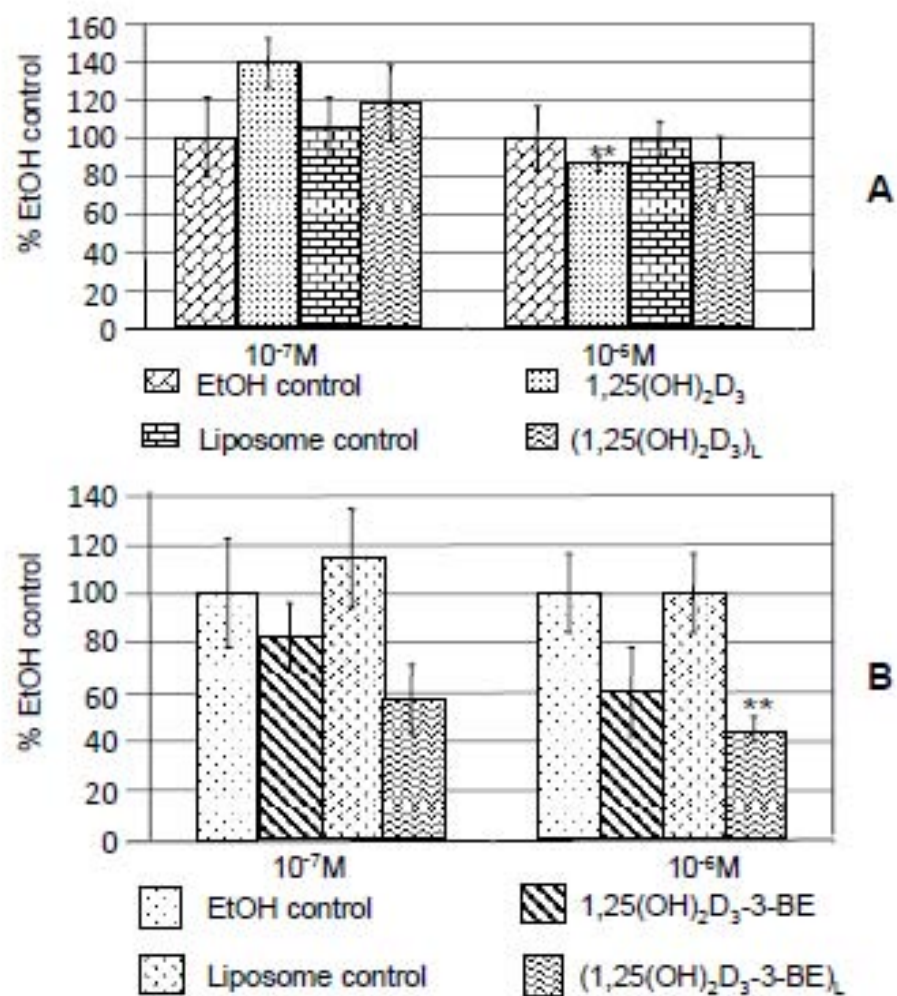 % EtOH control
160
140
120
100
80
60
40
20
0
**
10⁻⁷M 10⁻⁶M
EtOH control 1,25(OH)₂D₃
Liposome control (1,25(OH)₂D₃)L
A
% EtOH control
140
120
100
80
60
40
20
0
**
10⁻⁷M 10⁻⁶M
EtOH control 1,25(OH)₂D₃-3-BE
Liposome control (1,25(OH)₂D₃-3-BE)L
B